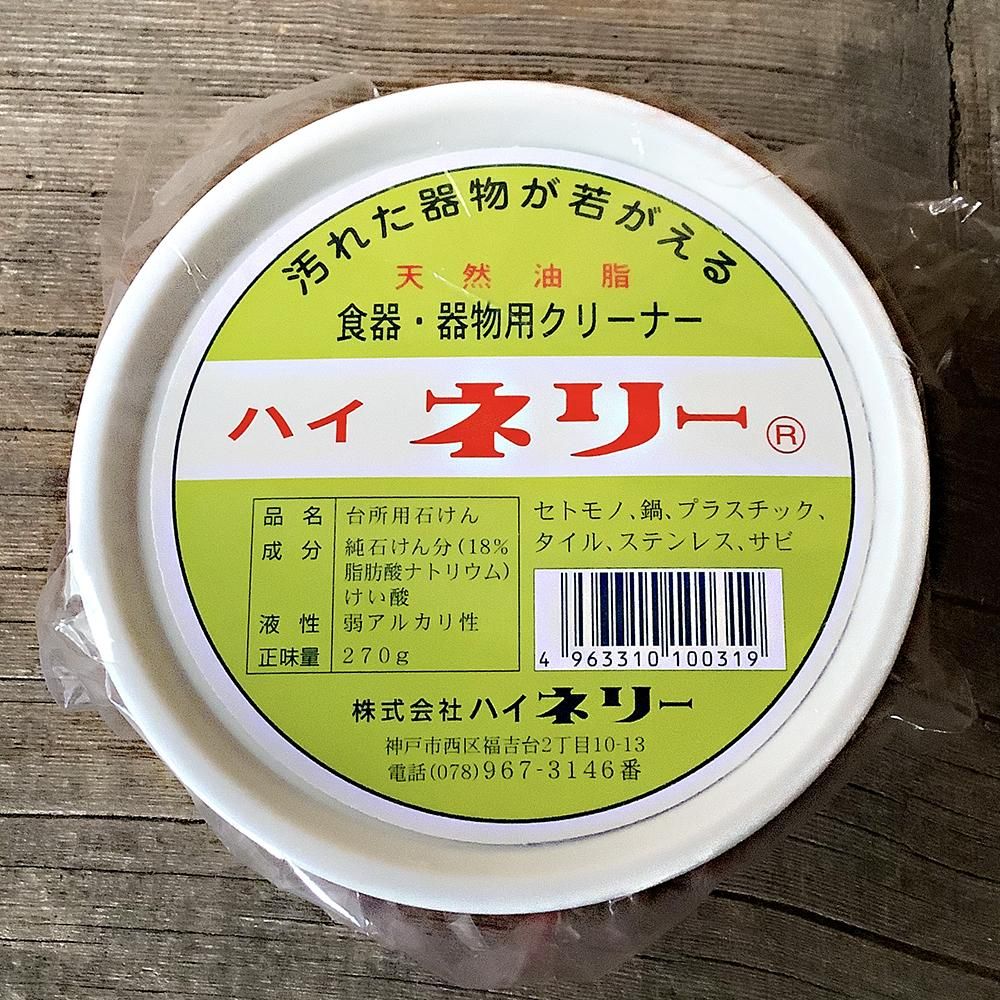 汚れた器物が若がえる
天然油脂
食器・器物用クリーナー
ハイネリー®
品名 台所用石けん
成分 純石けん分(18%
脂肪酸ナトリウム)
けい酸
液性 弱アルカリ性
正味量 270g
セトモノ、鍋、プラスチック、
タイル、ステンレス、サビ
4 963310 100319
株式会社ハイネリー
神戸市西区福吉台2丁目10-13
電話(078)967-3146番